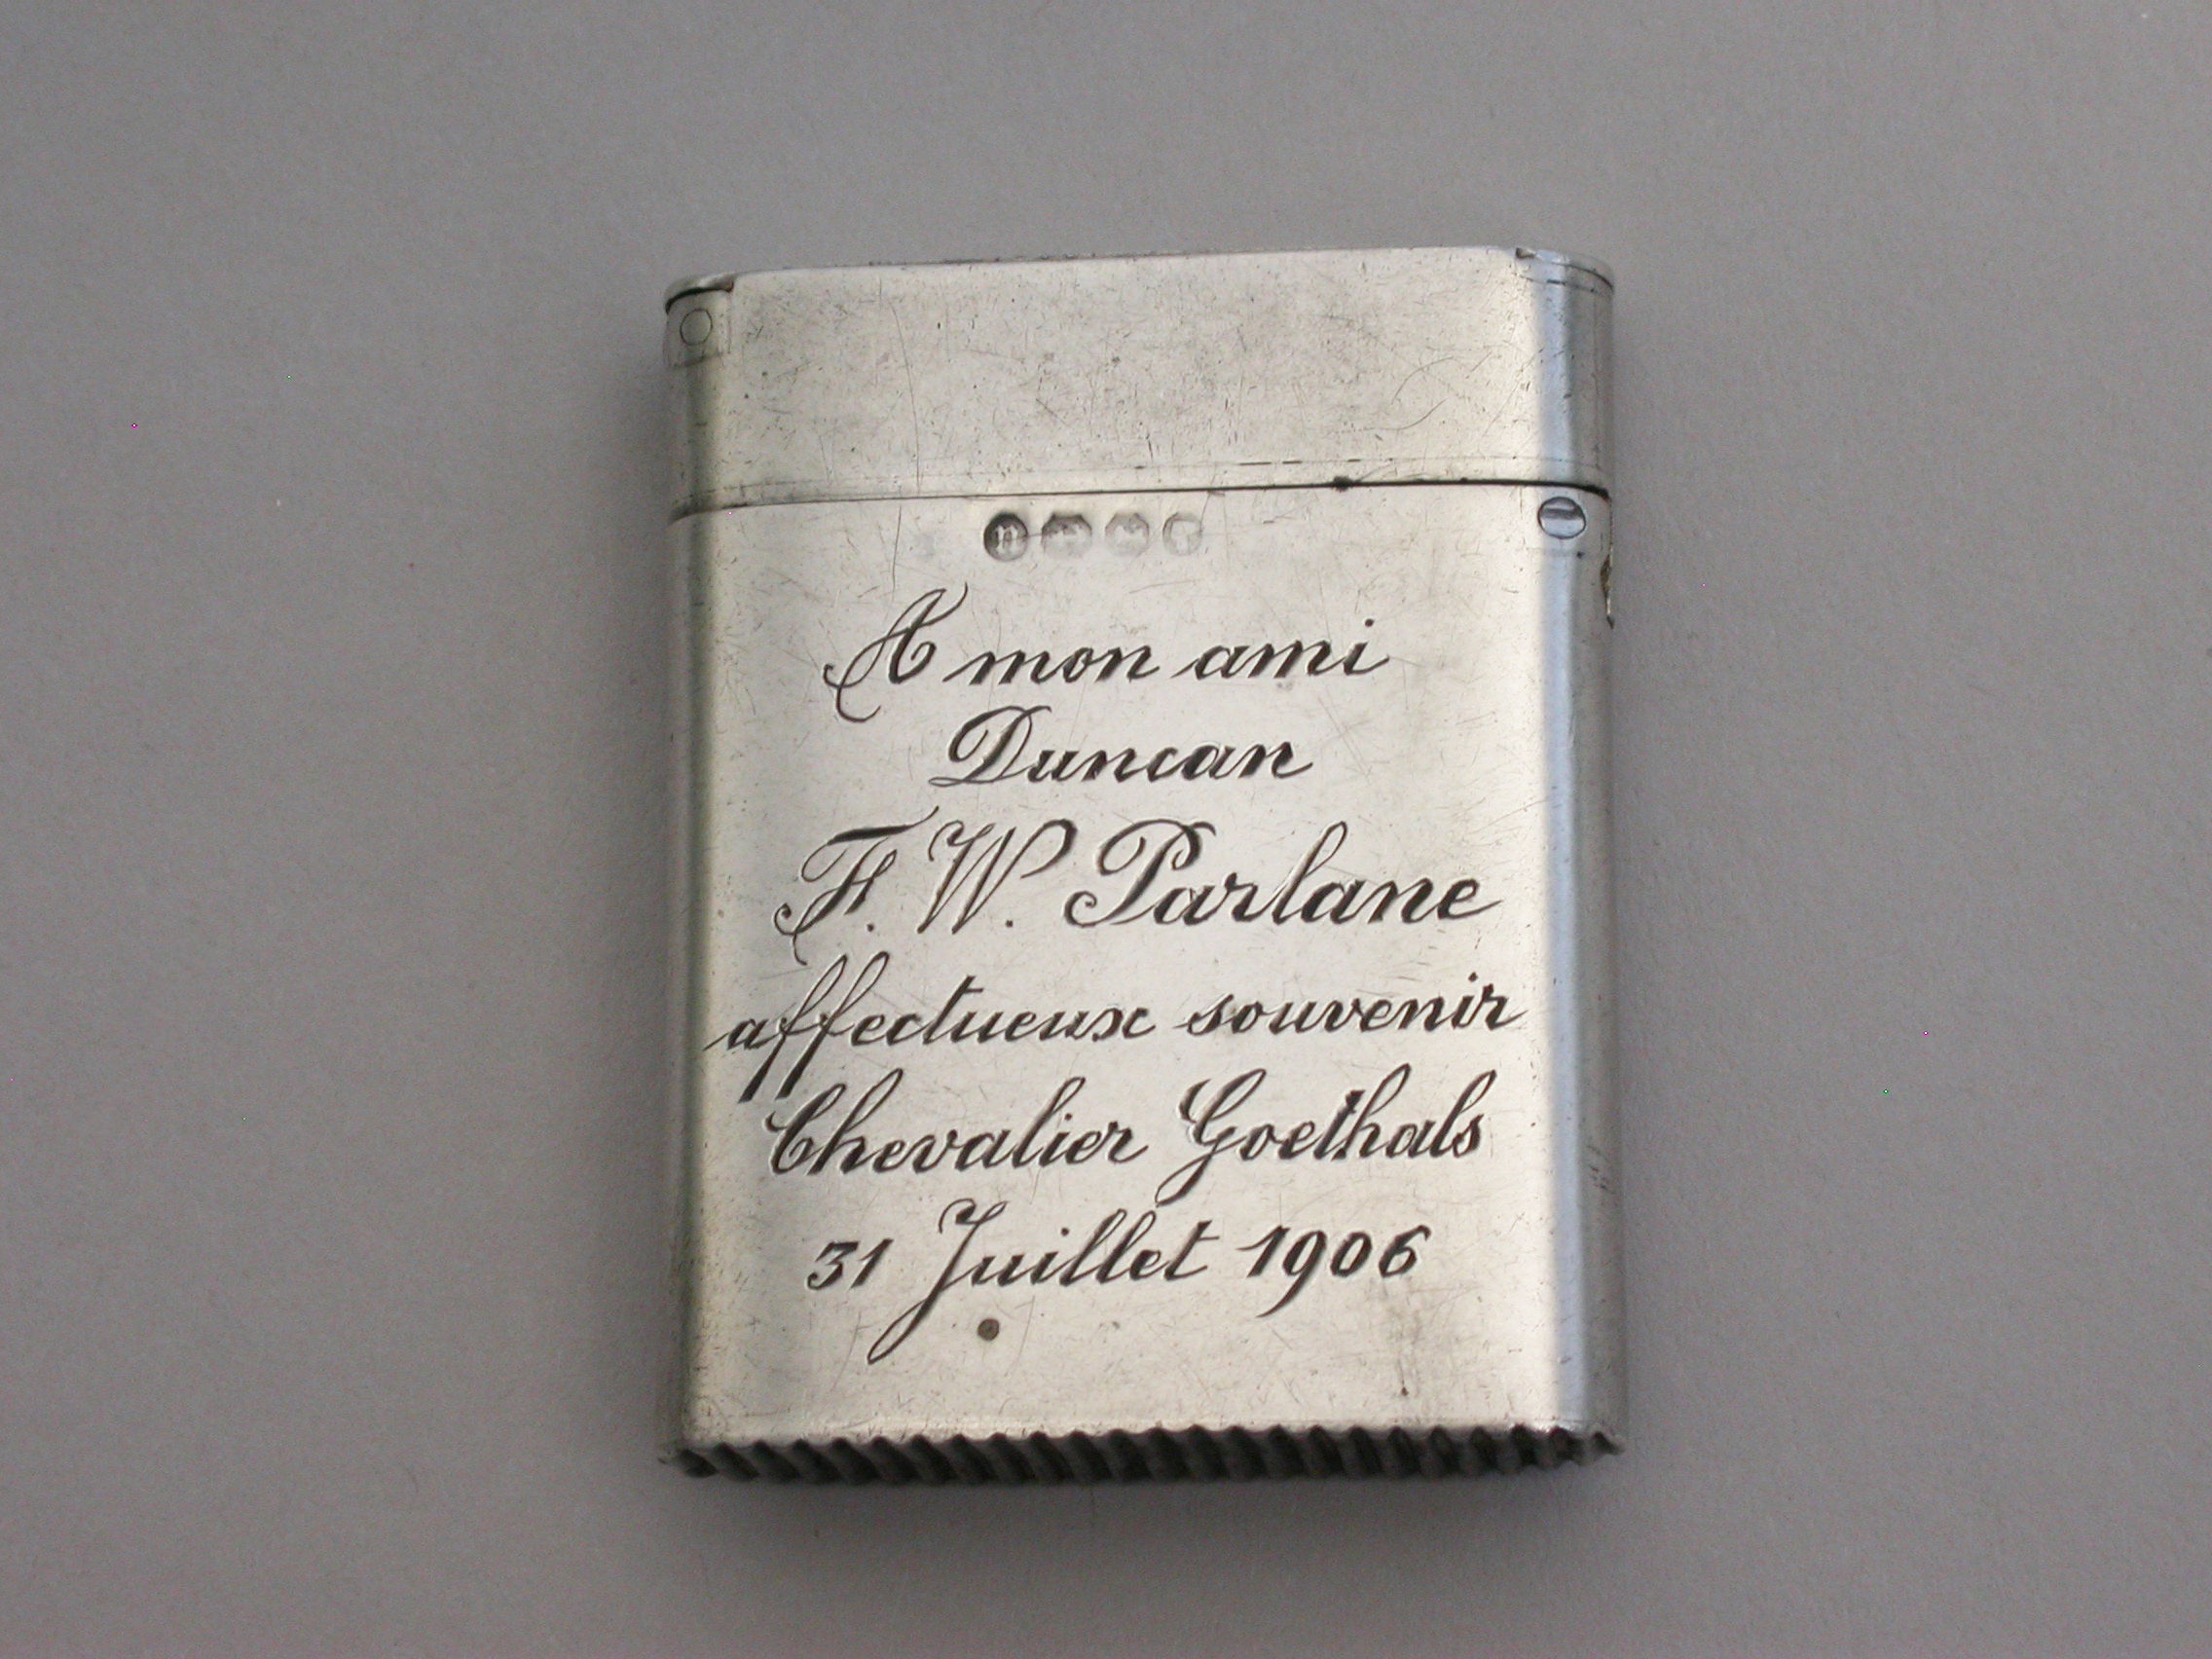 A mon ami
Duncan
F. W. Parlane
affectueux souvenir
Chevalier Goethals
31 Juillet 1906